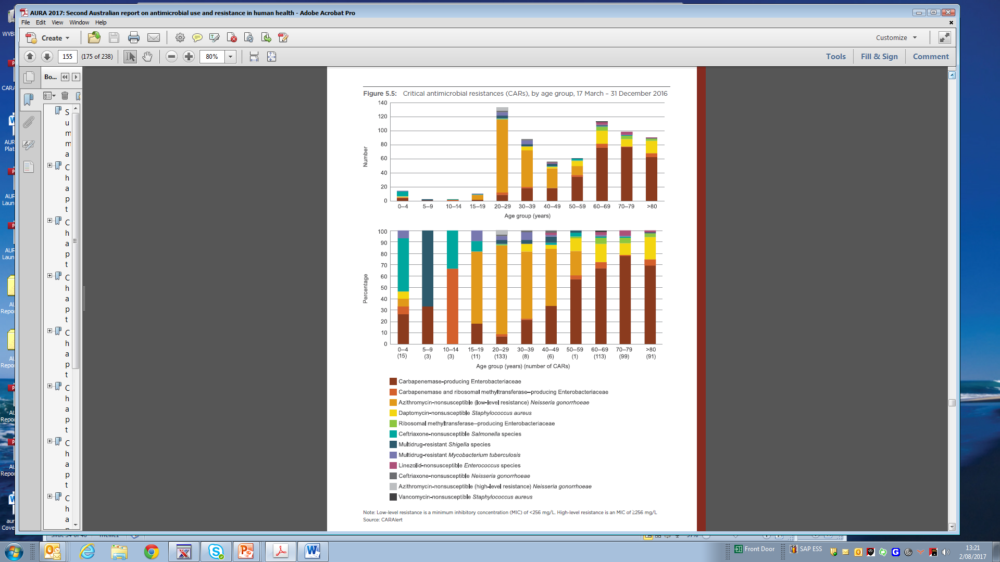 WVB
CARA
AUR
Plat
AUR
Laun
AUR
Laun
AU
Repor
AU
Repor
AU
Repor
AU
Repor
aur
Cove
AURA 2017: Second Australian report on antimicrobial use and resistance in human health - Adobe Acrobat Pro
File Edit View Window Help
Create
Customize
155 (175 of 238) 80%
Tools Fill & Sign Comment
Bo...
S
u
m
m
a
C
h
a
p
t
C
h
a
p
t
C
h
a
p
t
C
h
a
p
t
C
h
a
p
t
C
h
a
p
t
C
h
a
Figure 5.5: Critical antimicrobial resistances (CARs), by age group, 17 March – 31 December 2016
140
120
100
80
60
40
20
0
Number
0–4 5–9 10–14 15–19 20–29 30–39 40–49 50–59 60–69 70–79 >80
Age group (years)
100
90
80
70
60
50
40
30
20
10
0
Percentage
0–4 5–9 10–14 15–19 20–29 30–39 40–49 50–59 60–69 70–79 >80
(15) (3) (3) (11) (133) (8) (6) (1) (113) (99) (91)
Age group (years) (number of CARs)
Carbapenemase-producing Enterobacteriaceae
Carbapenemase and ribosomal methyltransferase–producing Enterobacteriaceae
Azithromycin-nonsusceptible (low-level resistance) Neisseria gonorrhoeae
Daptomycin-nonsusceptible Staphylococcus aureus
Ribosomal methyltransferase–producing Enterobacteriaceae
Ceftriaxone-nonsusceptible Salmonella species
Multidrug-resistant Shigella species
Multidrug-resistant Mycobacterium tuberculosis
Linezolid-nonsusceptible Enterococcus species
Ceftriaxone-nonsusceptible Neisseria gonorrhoeae
Azithromycin-nonsusceptible (high-level resistance) Neisseria gonorrhoeae
Vancomycin-nonsusceptible Staphylococcus aureus
Note: Low-level resistance is a minimum inhibitory concentration (MIC) of <256 mg/L. High-level resistance is an MIC of ≥256 mg/L
Source: CARAlert
Front Door SAP ESS
13:21
2/08/2017